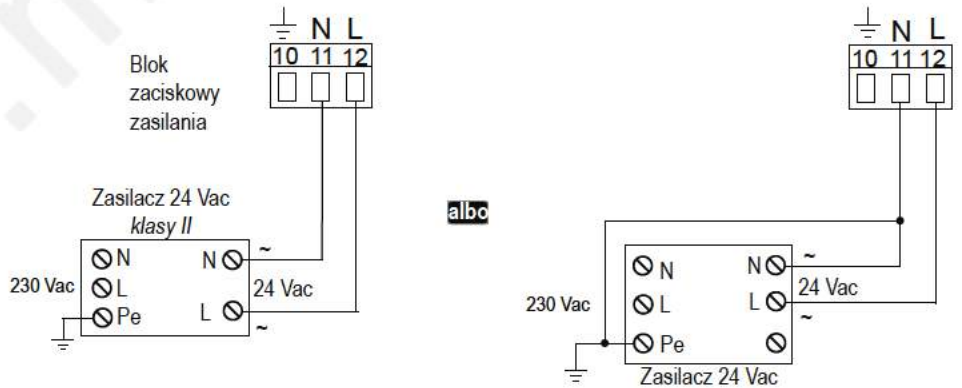 N L
10 11 12
Blok
zaciskowy
zasilania
Zasilacz 24 Vac
klasy II
N N ~
230 Vac L 24 Vac
Pe L ~
albo
N L
10 11 12
N N ~
230 Vac L L 24 Vac
~
Pe
Zasilacz 24 Vac